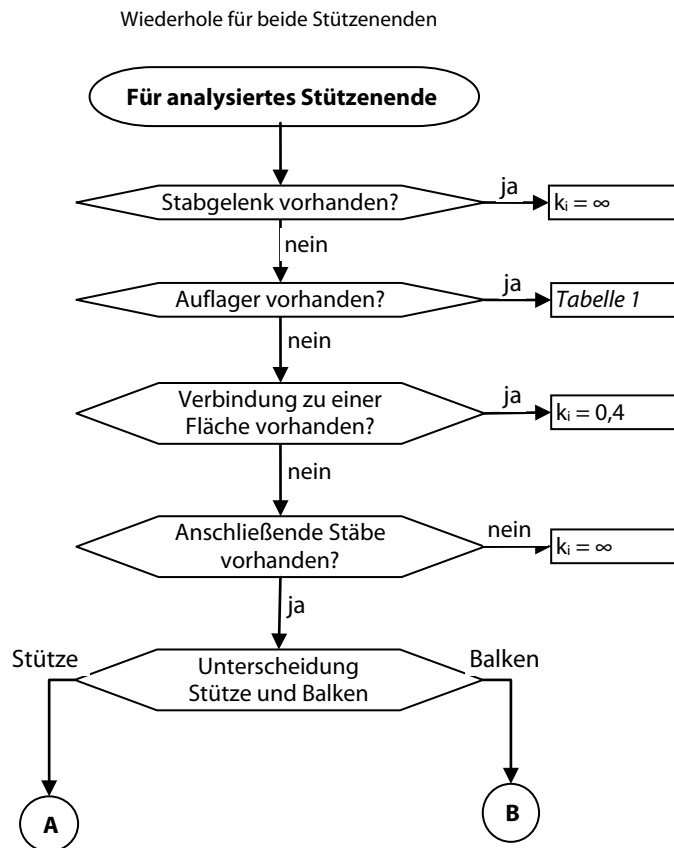 Wiederhole für beide Stützenenden
Für analysiertes Stützenende
Stabgelenk vorhanden?
ja
kᵢ = ∞
nein
Auflager vorhanden?
ja
Tabelle 1
nein
Verbindung zu einer
Fläche vorhanden?
ja
kᵢ = 0,4
nein
Anschließende Stäbe
vorhanden?
nein
kᵢ = ∞
ja
Stütze
Unterscheidung
Stütze und Balken
Balken
A
B